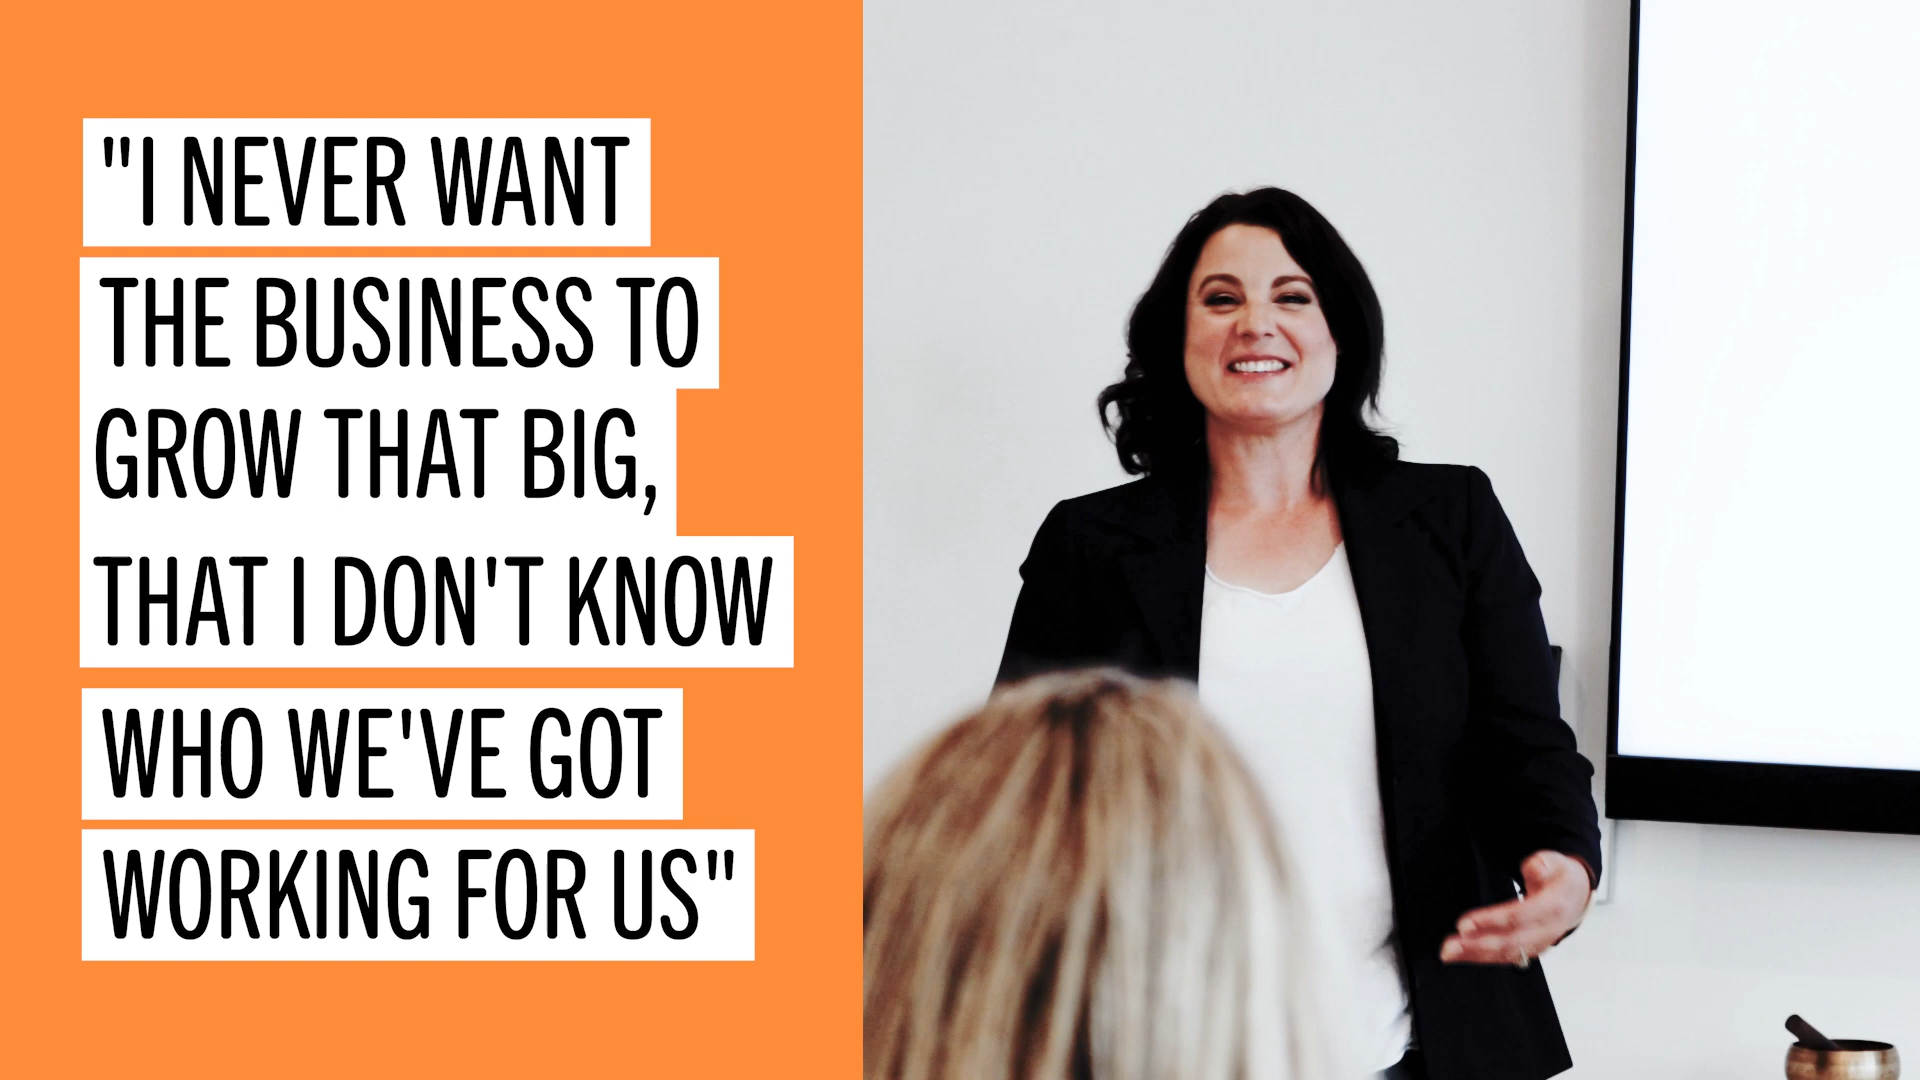 "I NEVER WANT
THE BUSINESS TO
GROW THAT BIG,
THAT I DON'T KNOW
WHO WE'VE GOT
WORKING FOR US"